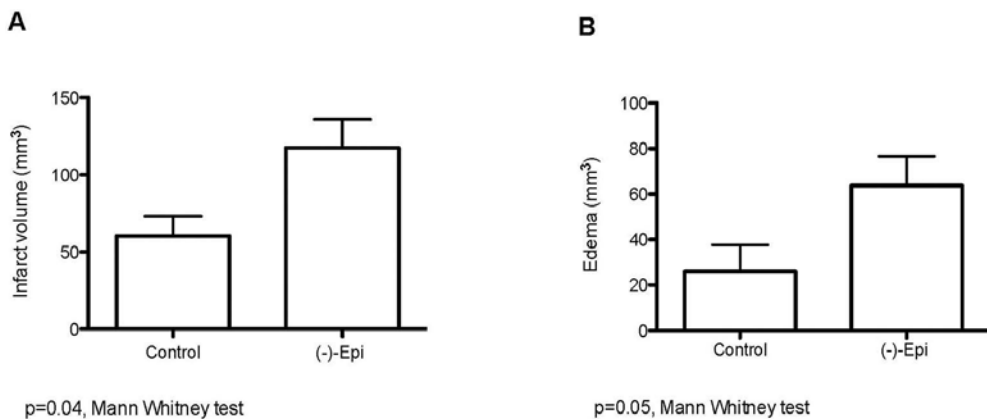 A
B
Infarct volume (mm³)
150
100
50
0
Control
(-)-Epi
p=0.04, Mann Whitney test
Edema (mm³)
100
80
60
40
20
0
Control
(-)-Epi
p=0.05, Mann Whitney test